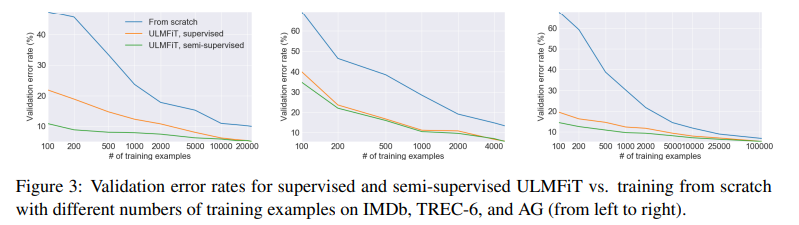 From scratch
ULMFiT, supervised
ULMFiT, semi-supervised
Validation error rate (%)
40
30
20
10
100 200 500 1000 2000 5000 10000 20000
# of training examples
Validation error rate (%)
60
50
40
30
20
10
100 200 500 1000 2000 4000
# of training examples
Validation error rate (%)
60
50
40
30
20
10
100 200 500 1000 2000 5000 10000 25000 100000
# of training examples
Figure 3: Validation error rates for supervised and semi-supervised ULMFiT vs. training from scratch
with different numbers of training examples on IMDb, TREC-6, and AG (from left to right).